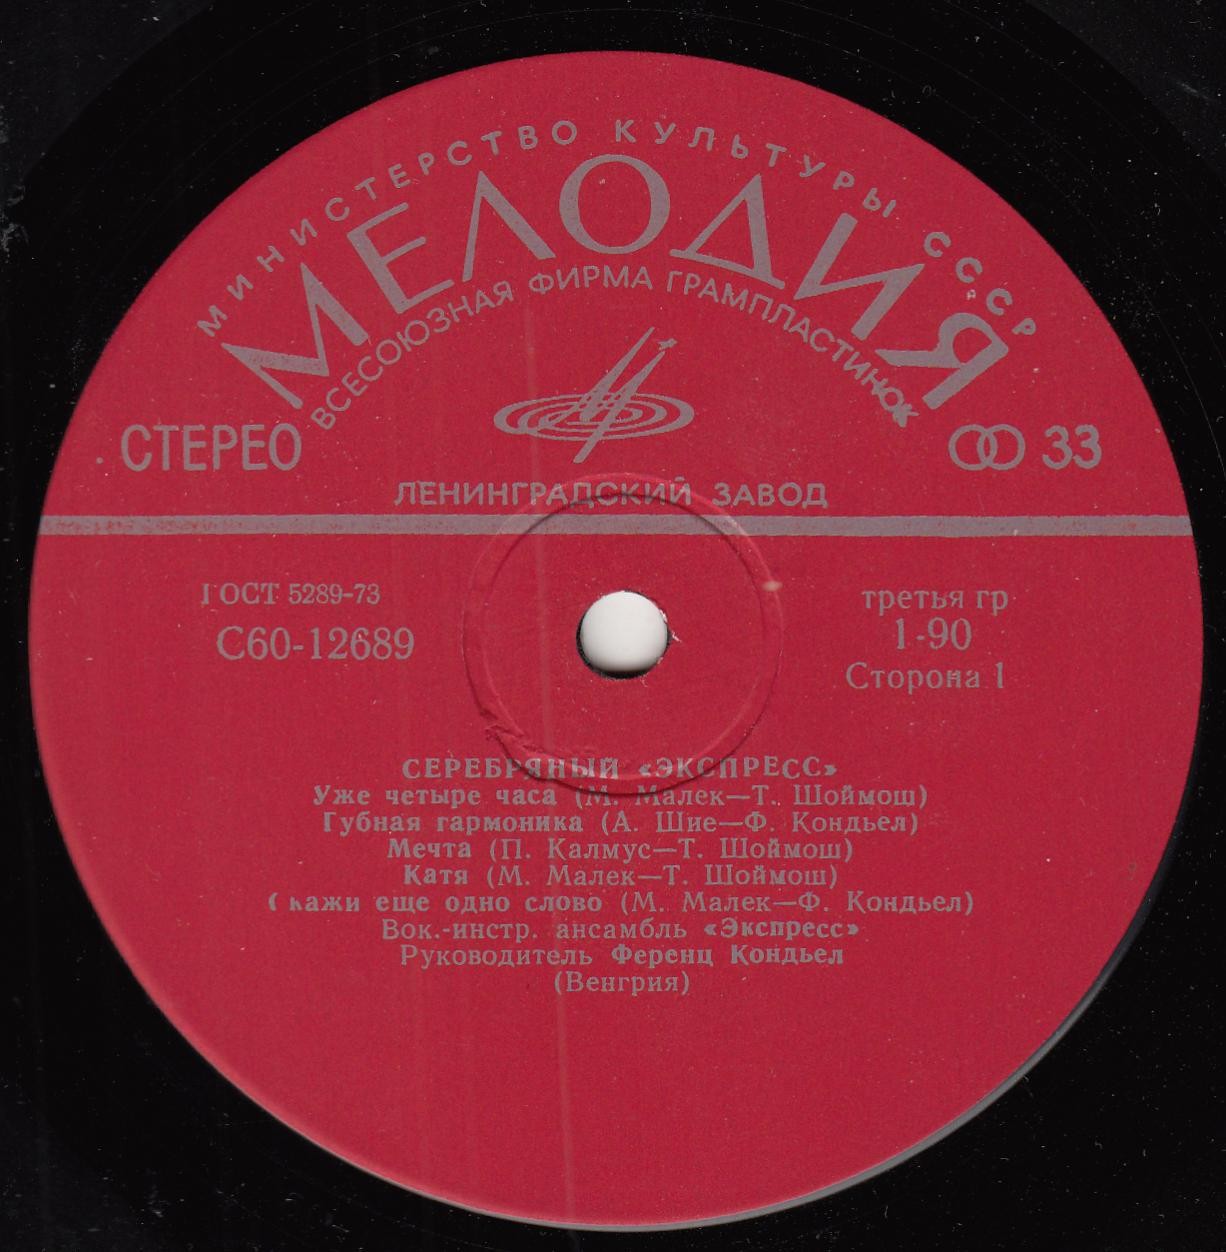 МИНИСТЕРСТВО КУЛЬТУРЫ СССР
МЕЛОДИЯ
ВСЕСОЮЗНАЯ ФИРМА ГРАМПЛАСТИНОК
СТЕРЕО
33
ЛЕНИНГРАДСКИЙ ЗАВОД
ГОСТ 5289-73
С60-12689
третья гр
1-90
Сторона 1
СЕРЕБРЯНЫЙ «ЭКСПРЕСС»
Уже четыре часа (М. Малек—Т. Шоймош)
Губная гармоника (А. Шие—Ф. Кондьел)
Мечта (П. Калмус—Т. Шоймош)
Катя (М. Малек—Т. Шоймош)
Скажи еще одно слово (М. Малек—Ф. Кондьел)
Вок.-инстр. ансамбль «Экспресс»
Руководитель Ференц Кондьел
(Венгрия)